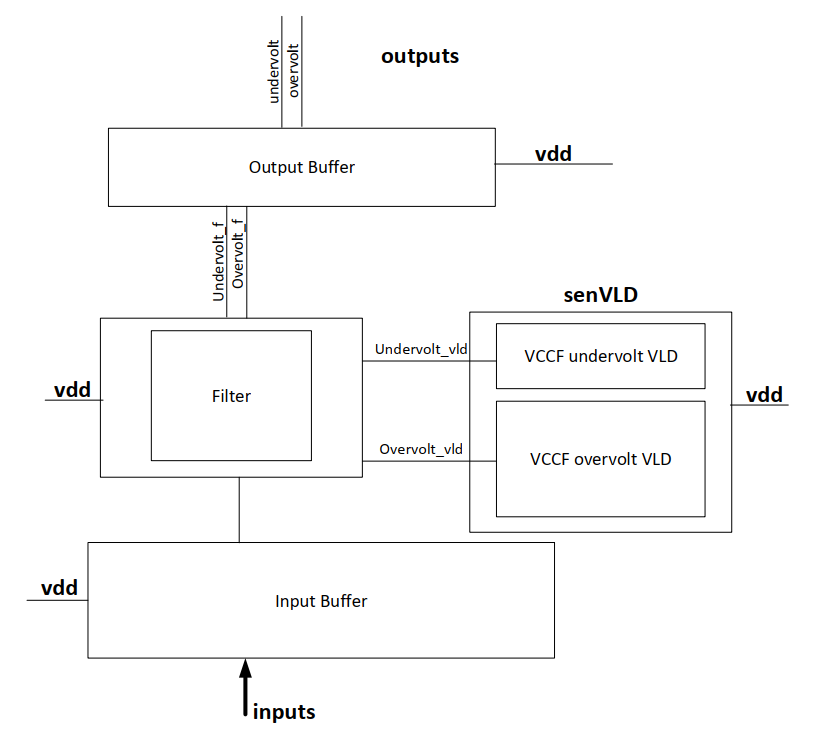 undervolt
overvolt
outputs
Output Buffer
vdd
Undervolt_f
Overvolt_f
senVLD
Undervolt_vld
VCCF undervolt VLD
vdd
Filter
vdd
Overvolt_vld
VCCF overvolt VLD
vdd
Input Buffer
inputs